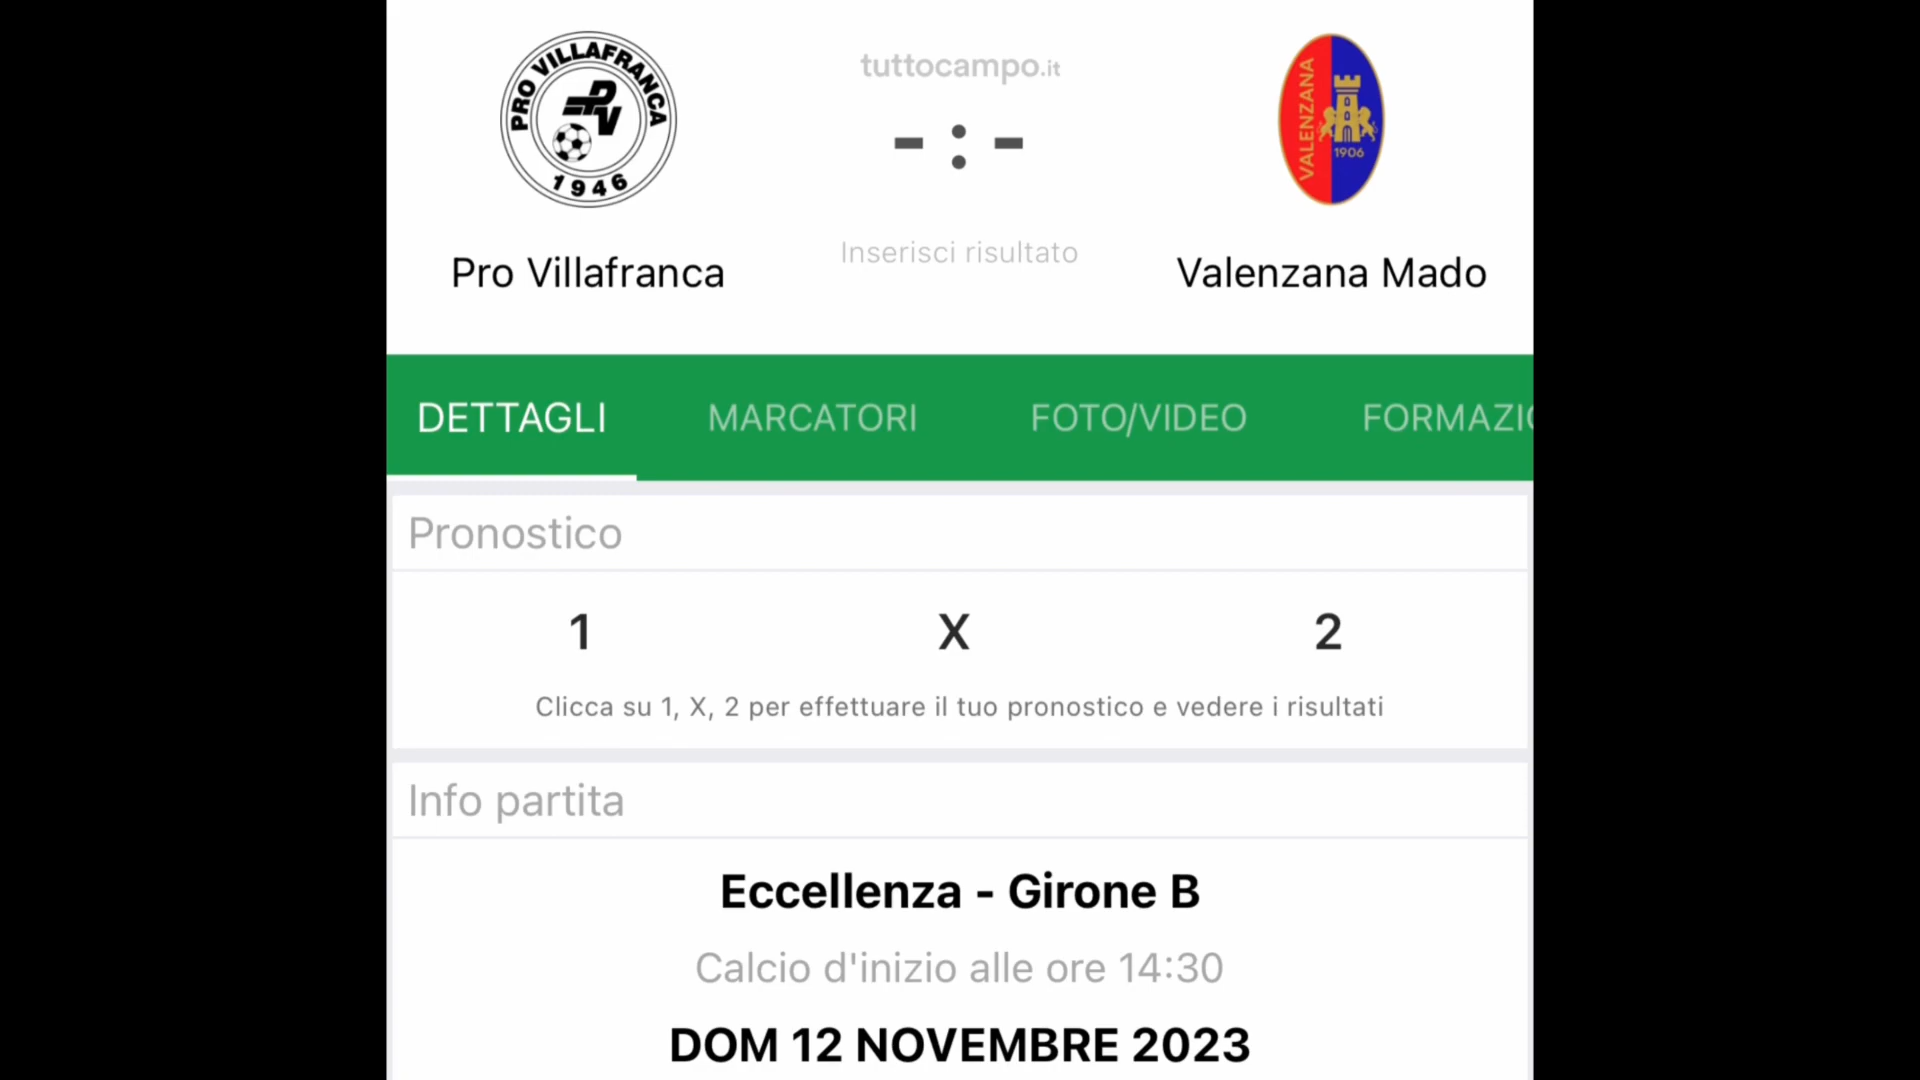 PRO VILLAFRANCA
PV
1946
tuttocampo.it
- : -
VALENZANA
1906
Inserisci risultato
Pro Villafranca
Valenzana Mado
DETTAGLI MARCATORI FOTO/VIDEO FORMAZIO
Pronostico
1 X 2
Clicca su 1, X, 2 per effettuare il tuo pronostico e vedere i risultati
Info partita
Eccellenza - Girone B
Calcio d'inizio alle ore 14:30
DOM 12 NOVEMBRE 2023